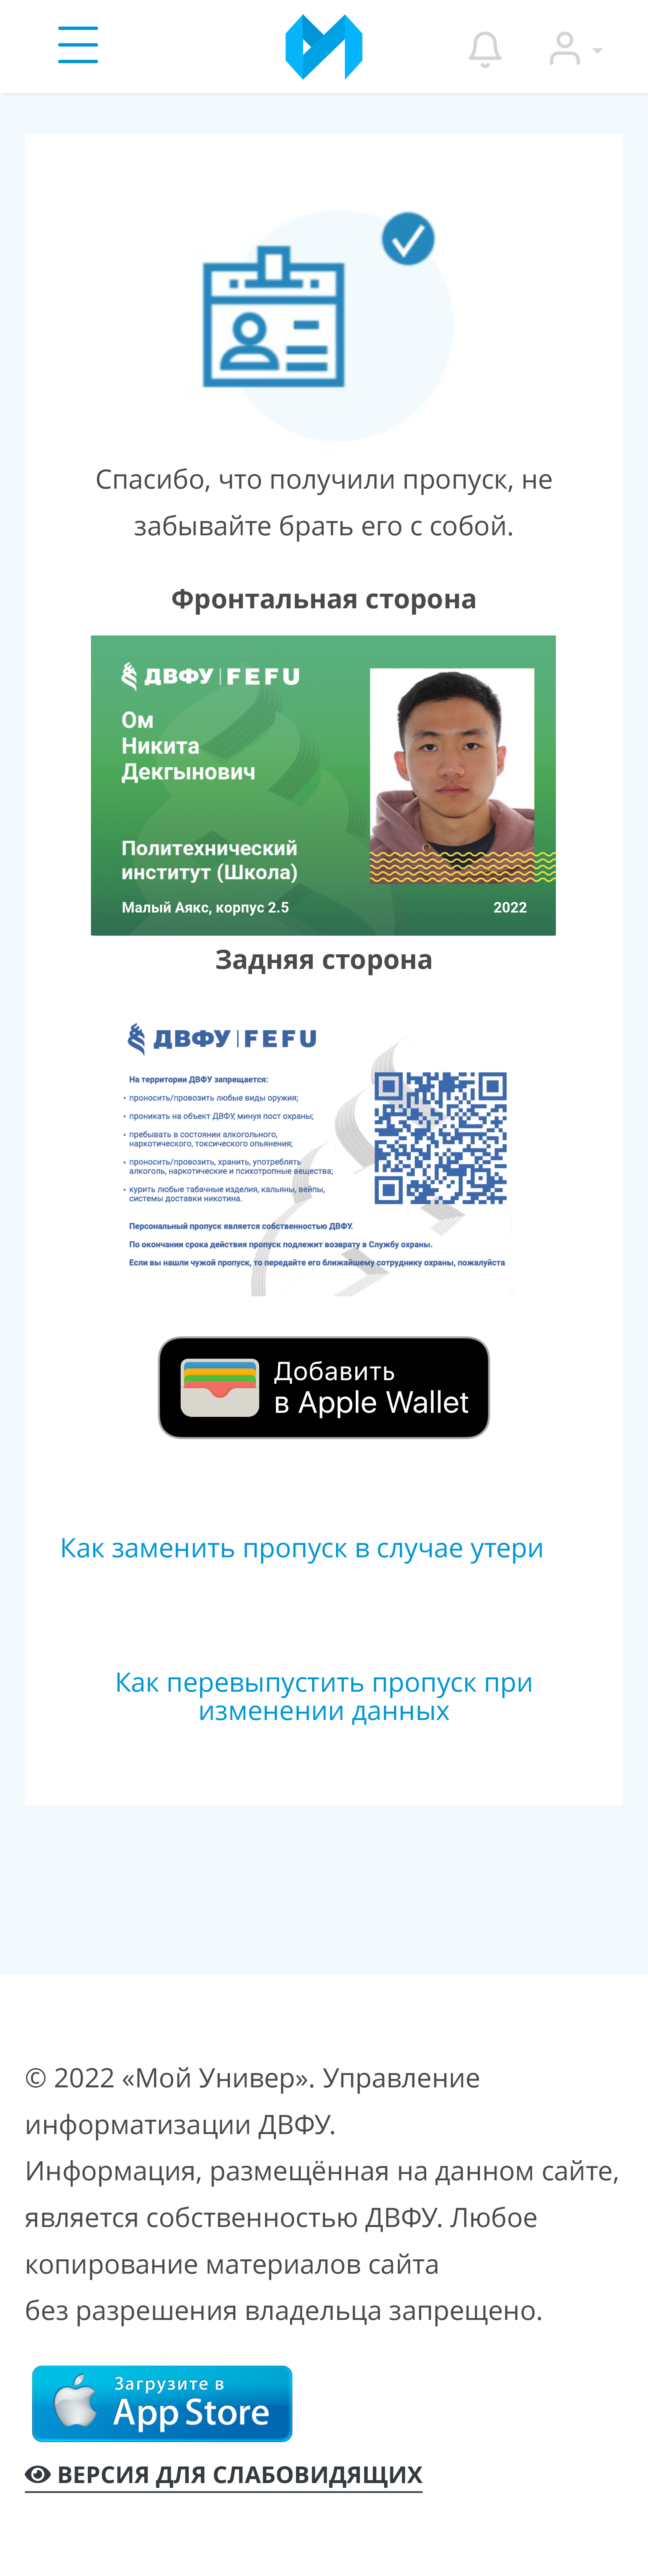 Спасибо, что получили пропуск, не
забывайте брать его с собой.
Фронтальная сторона
ДВФУ | FEFU
Ом
Никита
Декгынович
Политехнический
институт (Школа)
Малый Аякс, корпус 2.5
2022
Задняя сторона
ДВФУ | FEFU
На территории ДВФУ запрещается:
• проносить/провозить любые виды оружия;
• проникать на объект ДВФУ, минуя пост охраны;
• пребывать в состоянии алкогольного,
наркотического, токсического опьянения;
• проносить/провозить, хранить, употреблять
алкоголь, наркотические и психотропные вещества;
• курить любые табачные изделия, кальяны, вейпы,
системы доставки никотина.
Персональный пропуск является собственностью ДВФУ.
По окончании срока действия пропуск подлежит возврату в Службу охраны.
Если вы нашли чужой пропуск, то передайте его ближайшему сотруднику охраны, пожалуйста
Добавить
в Apple Wallet
Как заменить пропуск в случае утери
Как перевыпустить пропуск при
изменении данных
© 2022 «Мой Универ». Управление
информатизации ДВФУ.
Информация, размещённая на данном сайте,
является собственностью ДВФУ. Любое
копирование материалов сайта
без разрешения владельца запрещено.
Загрузите в
App Store
ВЕРСИЯ ДЛЯ СЛАБОВИДЯЩИХ